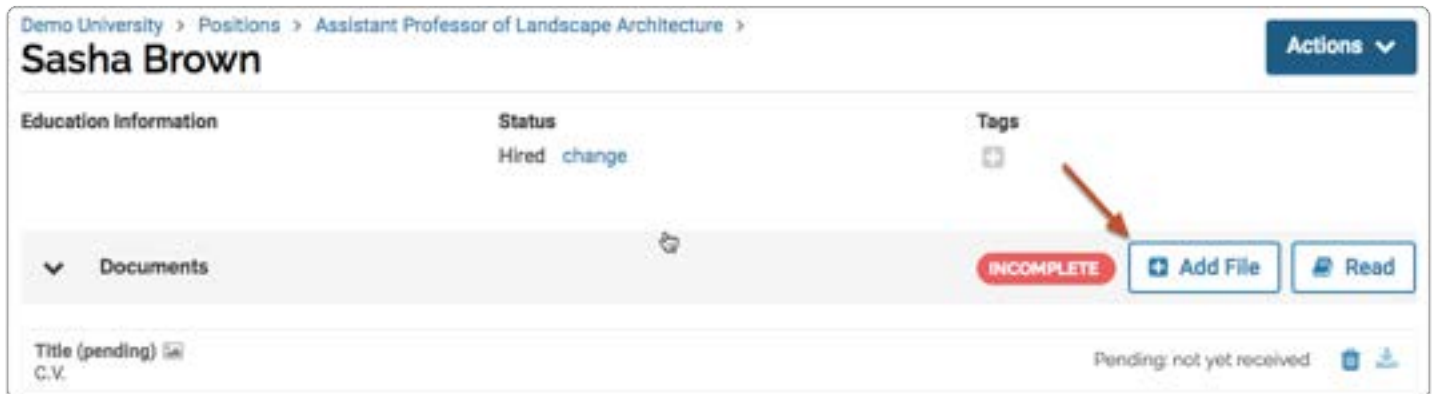 Demo University > Positions > Assistant Professor of Landscape Architecture >
Sasha Brown
Actions
Education Information
Status
Tags
Hired change
Documents
INCOMPLETE
Add File
Read
Title (pending)
Pending: not yet received
C.V.